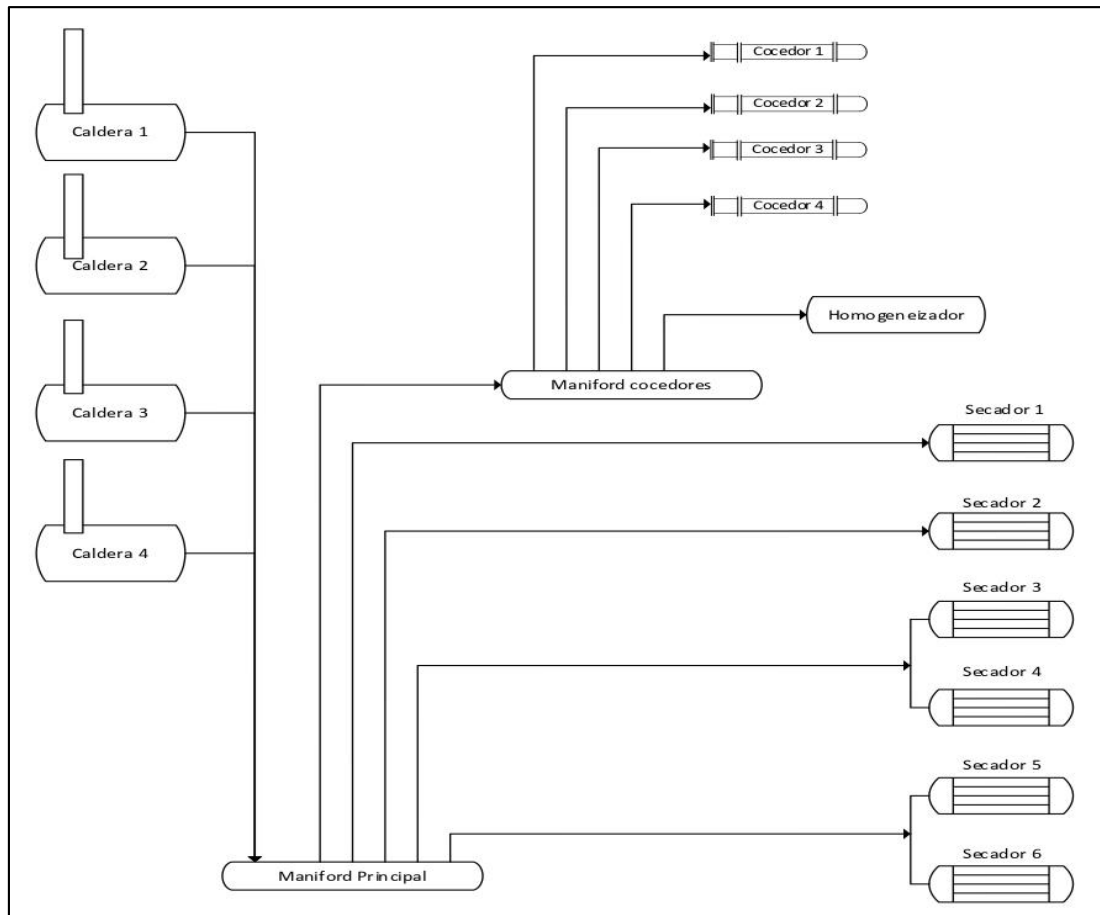 Caldera 1
Caldera 2
Caldera 3
Caldera 4
Cocedor 1
Cocedor 2
Cocedor 3
Cocedor 4
Homogeneizador
Maniford cocedores
Secador 1
Secador 2
Secador 3
Secador 4
Secador 5
Secador 6
Maniford Principal